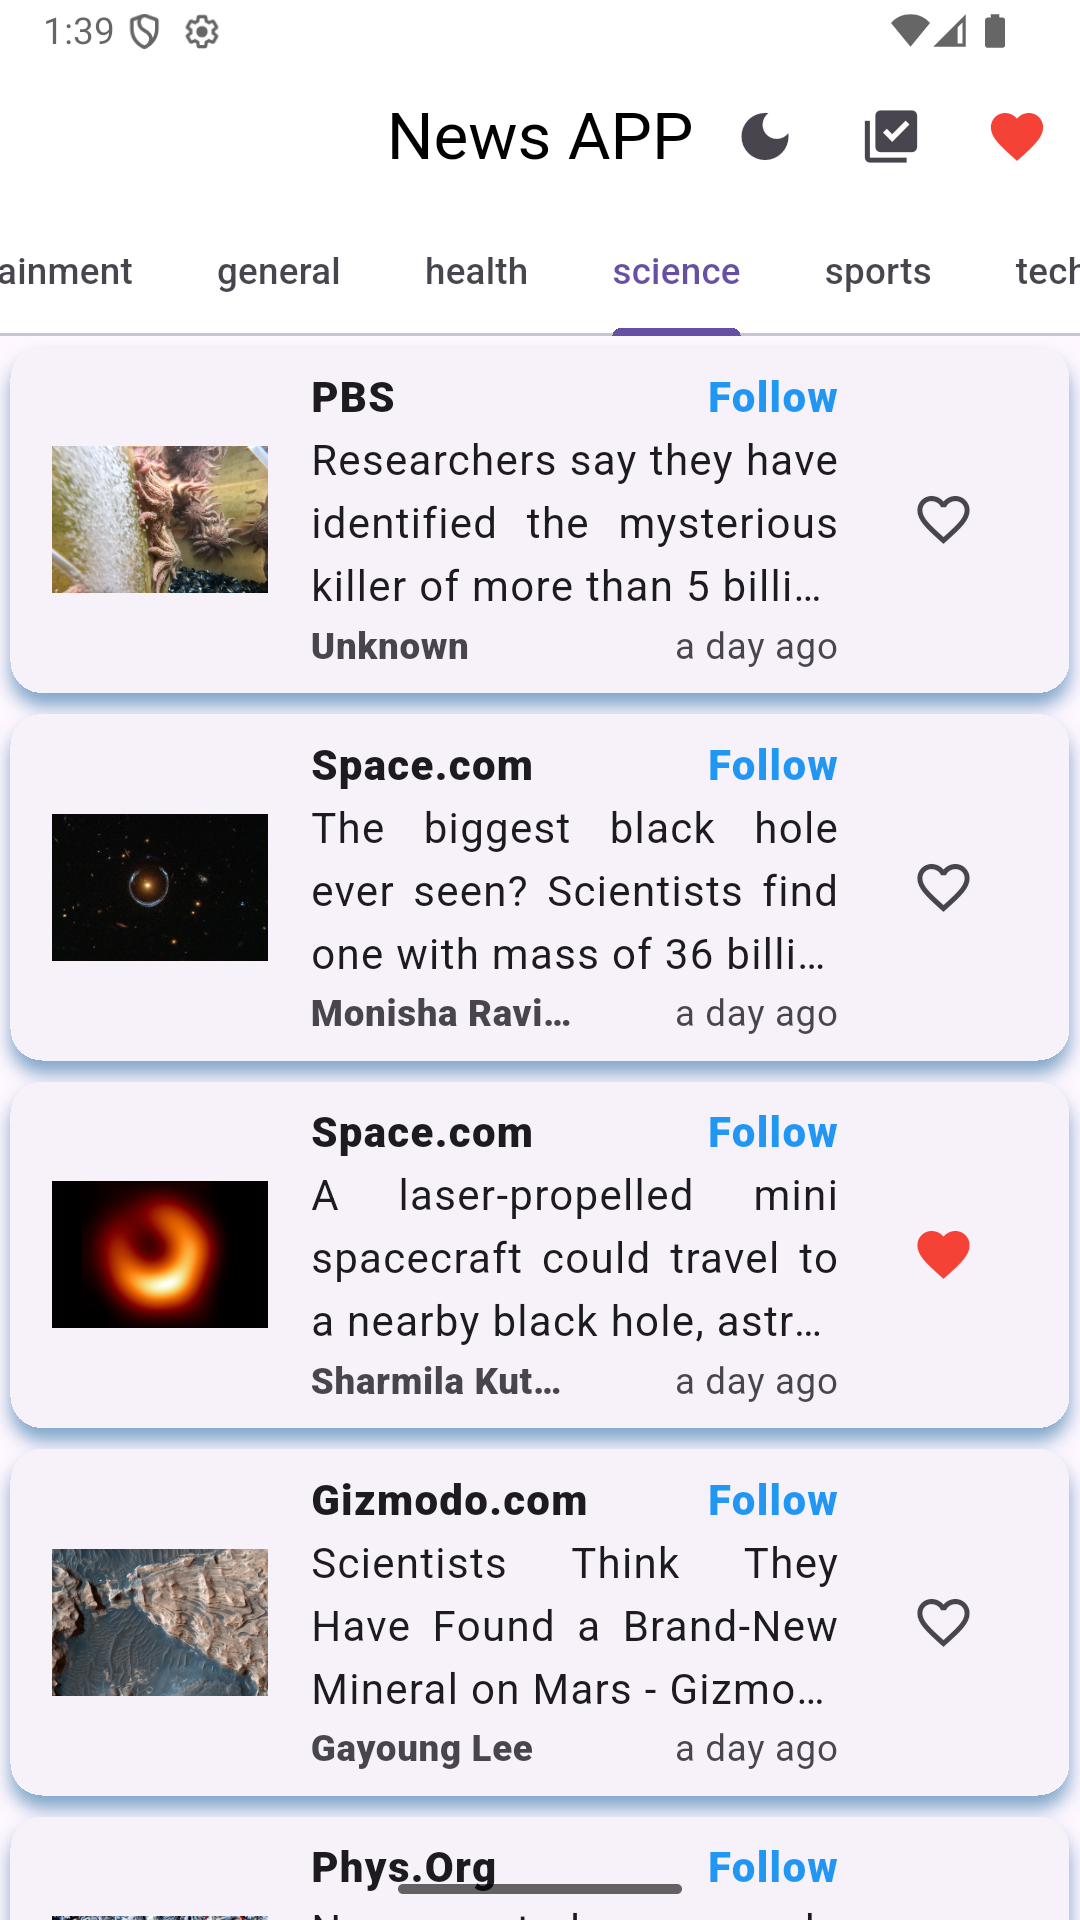 1:39
News APP
ainment general health science sports tech
PBS Follow
Researchers say they have
identified the mysterious
killer of more than 5 billi…
Unknown a day ago
Space.com Follow
The biggest black hole
ever seen? Scientists find
one with mass of 36 billi…
Monisha Ravi… a day ago
Space.com Follow
A laser-propelled mini
spacecraft could travel to
a nearby black hole, astr…
Sharmila Kut… a day ago
Gizmodo.com Follow
Scientists Think They
Have Found a Brand-New
Mineral on Mars - Gizmo…
Gayoung Lee a day ago
Phys.Org Follow